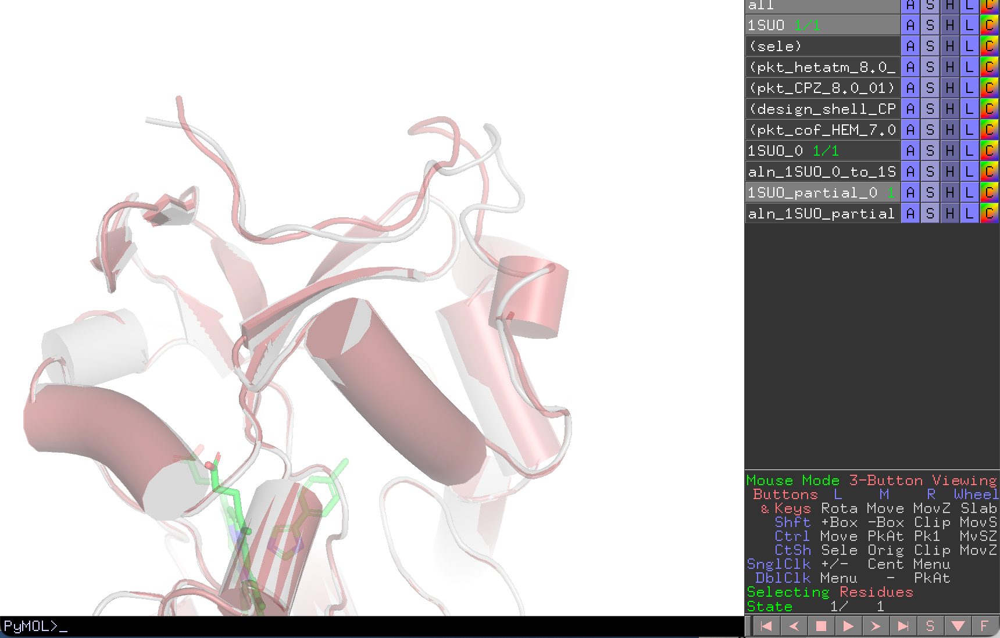 all A S H L C
1SUO 1/1 A S H L C
(sele) A S H L C
(pkt_hetatm_8.0_ A S H L C
(pkt_CPZ_8.0_01) A S H L C
(design_shell_CP A S H L C
(pkt_cof_HEM_7.0 A S H L C
1SUO_0 1/1 A S H L C
aln_1SUO_0_to_1S A S H L C
1SUO_partial_0 1 A S H L C
aln_1SUO_partial A S H L C
Mouse Mode 3-Button Viewing
Buttons L M R Wheel
& Keys Rota Move MovZ Slab
Shft +Box -Box Clip MovS
Ctrl Move PkAt Pk1 MvSZ
CtSh Sele Orig Clip MovZ
SnglClk +/- Cent Menu
DblClk Menu - PkAt
Selecting Residues
State 1/ 1
PyMOL>_
S F